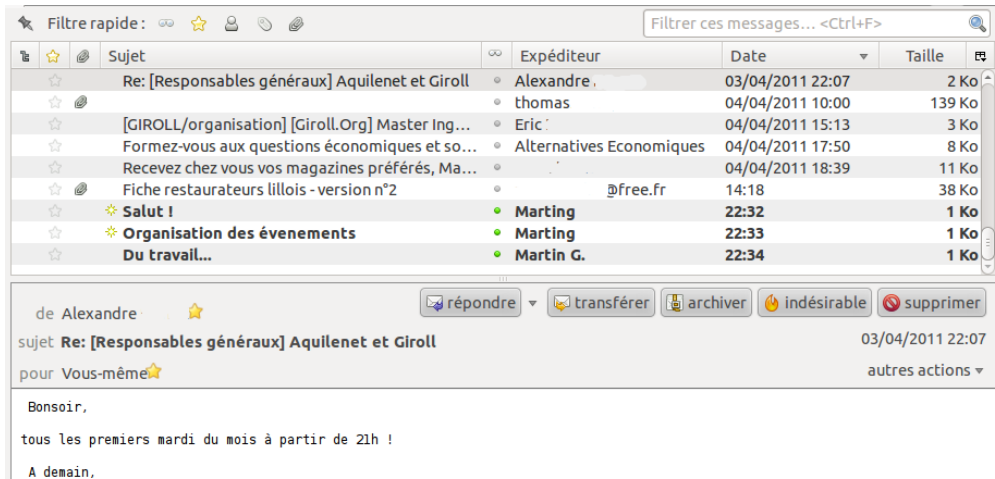 Filtre rapide : Filtrer ces messages... <Ctrl+F>
Sujet Expéditeur Date Taille
Re: [Responsables généraux] Aquilenet et Giroll Alexandre 03/04/2011 22:07 2 Ko
thomas 04/04/2011 10:00 139 Ko
[GIROLL/organisation] [Giroll.Org] Master Ing... Eric 04/04/2011 15:13 3 Ko
Formez-vous aux questions économiques et so... Alternatives Economiques 04/04/2011 17:50 8 Ko
Recevez chez vous vos magazines préférés, Ma... 04/04/2011 18:39 11 Ko
Fiche restaurateurs lillois - version n°2 @free.fr 14:18 38 Ko
Salut ! Marting 22:32 1 Ko
Organisation des évenements Marting 22:33 1 Ko
Du travail... Martin G. 22:34 1 Ko
répondre transférer archiver indésirable supprimer
de Alexandre
sujet Re: [Responsables généraux] Aquilenet et Giroll 03/04/2011 22:07
pour Vous-même autres actions
Bonsoir,
tous les premiers mardi du mois à partir de 21h !
A demain,